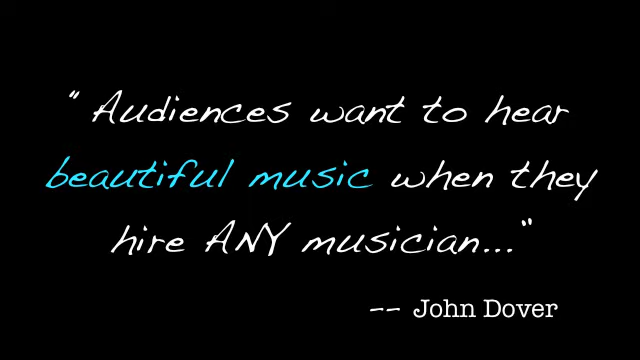 “Audiences want to hear
beautiful music when they
hire ANY musician...”
-- John Dover